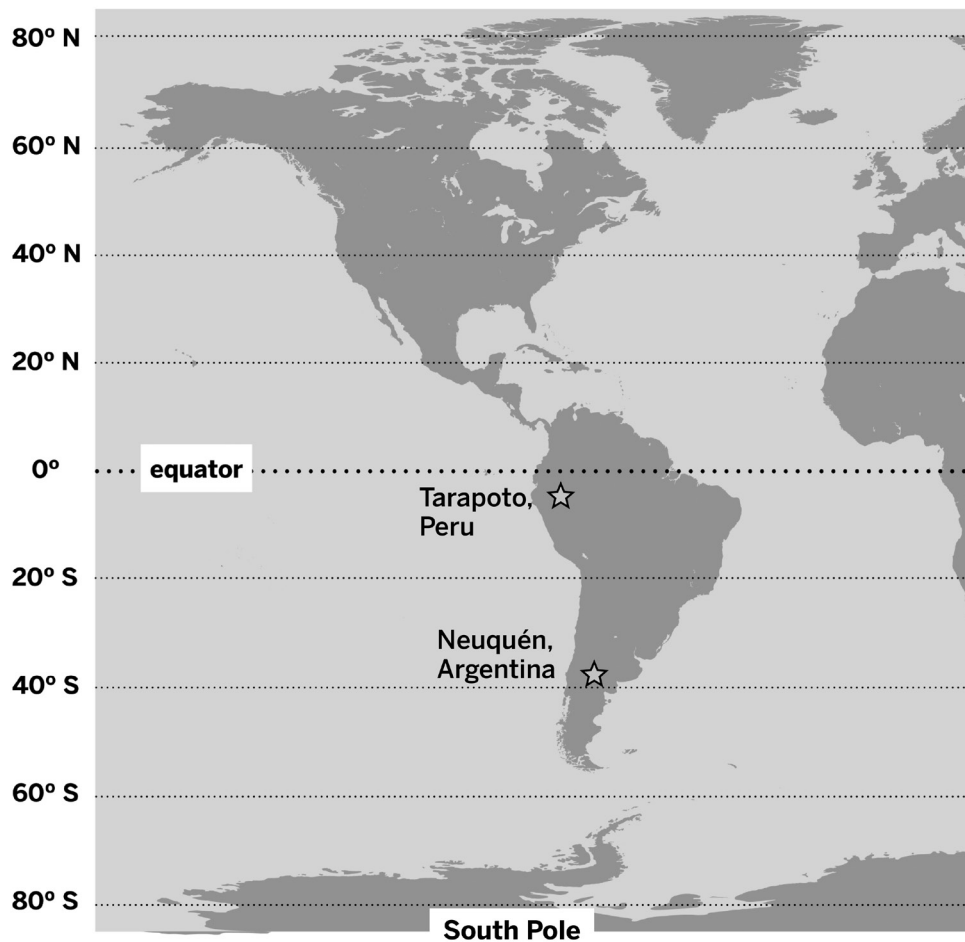 80º N
60º N
40º N
20º N
0º
equator
Tarapoto,
Peru
20º S
Neuquén,
Argentina
40º S
60º S
80º S
South Pole